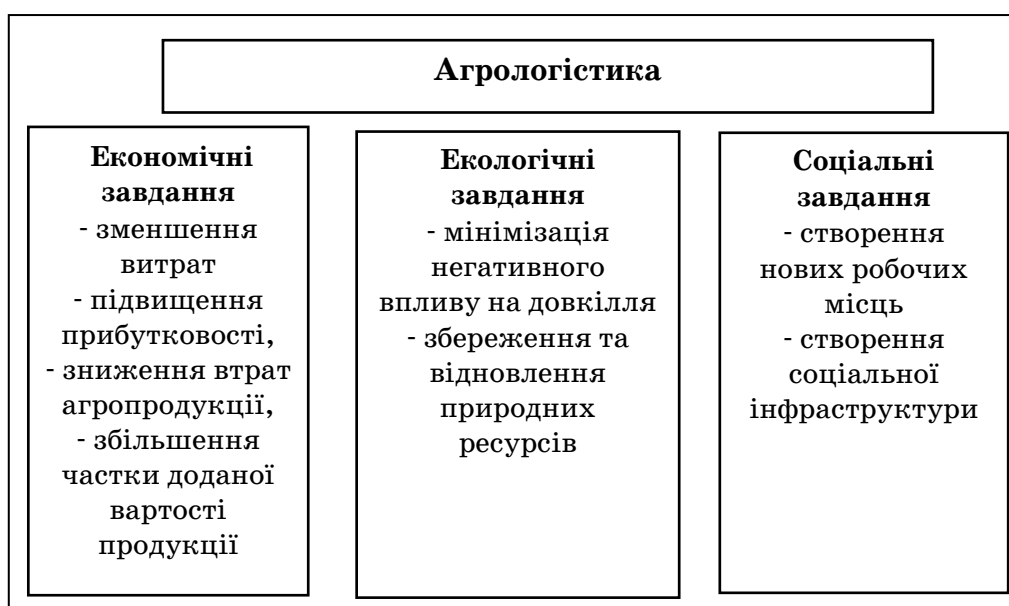 Агрологістика
Економічні
завдання
- зменшення
витрат
- підвищення
прибутковості,
- зниження втрат
агропродукції,
- збільшення
частки доданої
вартості
продукції
Екологічні
завдання
- мінімізація
негативного
впливу на довкілля
- збереження та
відновлення
природних
ресурсів
Соціальні
завдання
- створення
нових робочих
місць
- створення
соціальної
інфраструктури